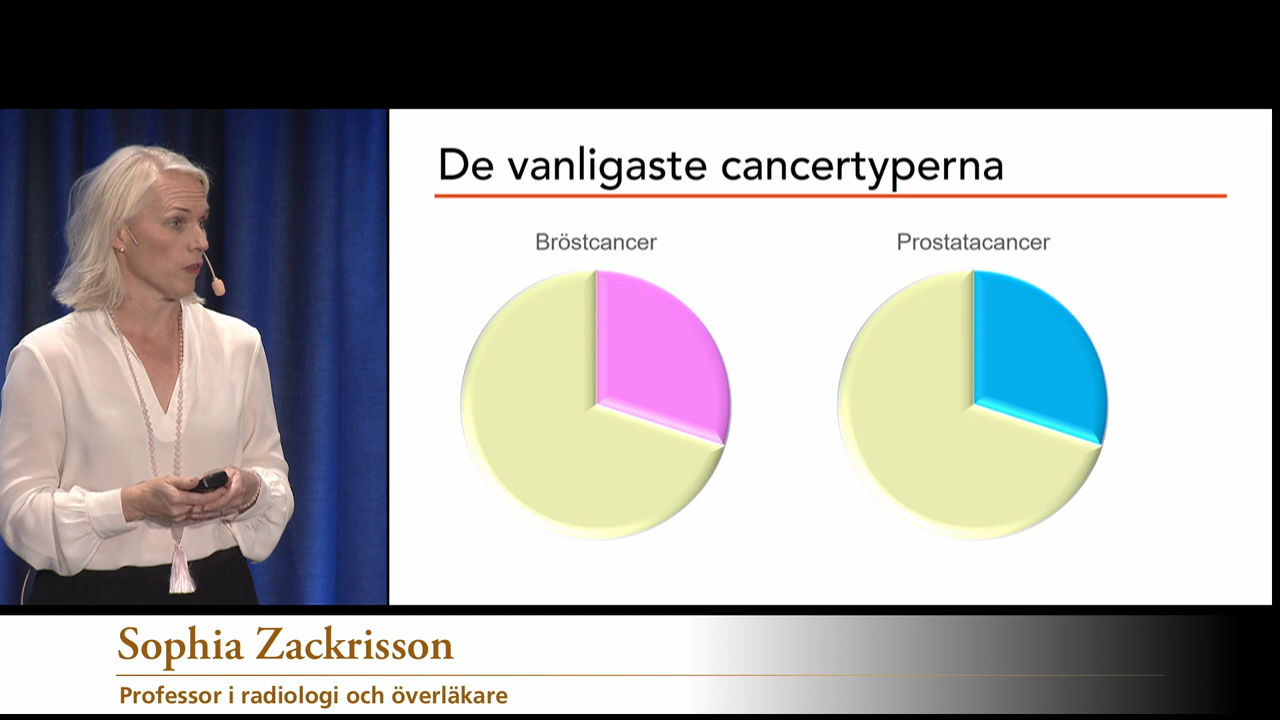 De vanligaste cancertyperna
Bröstcancer
Prostatacancer
Sophia Zackrisson
Professor i radiologi och överläkare